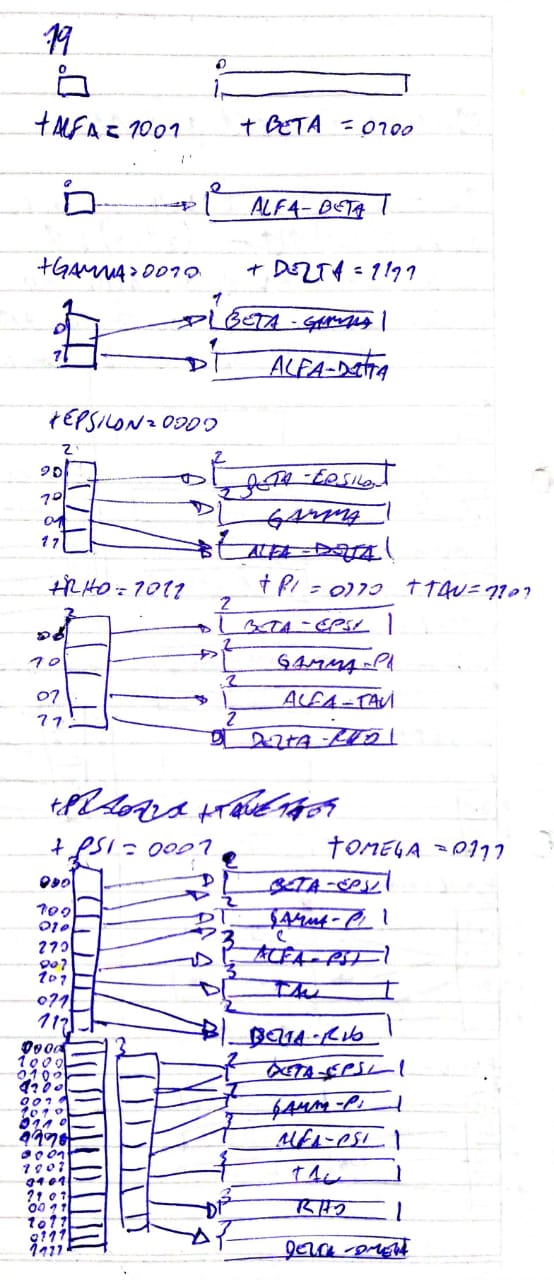 19
0 0
+ALFA = 1001 + BETA = 0100
0 0
ALFA-BETA
+GAMMA = 0010 + DELTA = 1111
1 1
0 BETA-GAMMA
1
1 ALFA-DELTA
+EPSILON = 0000
2 2
00 BETA-EPSILON
2
10 GAMMA
01 1
11 ALFA-DELTA
+RHO = 1011 + PI = 0110 + TAU = 1101
2 2
00 BETA-EPSI
2
10 GAMMA-PI
2
01 ALFA-TAU
2
11 DELTA-RHO
+ PSI = 0001 + OMEGA = 0111
3 2
000 BETA-EPSI
100 2
010 GAMMA-PI
110 3
001 ALFA-PSI
101 3
TAU
011 2
111 DELTA-RHO
0000 3 2
1000 BETA-EPSI
0100
1100 2
GAMMA-PI
1010
0110 3
ALFA-PSI
0001 3
1001 TAU
0101
1101 3
0011 RHO
1011
0111
1111 DELTA-OMEGA